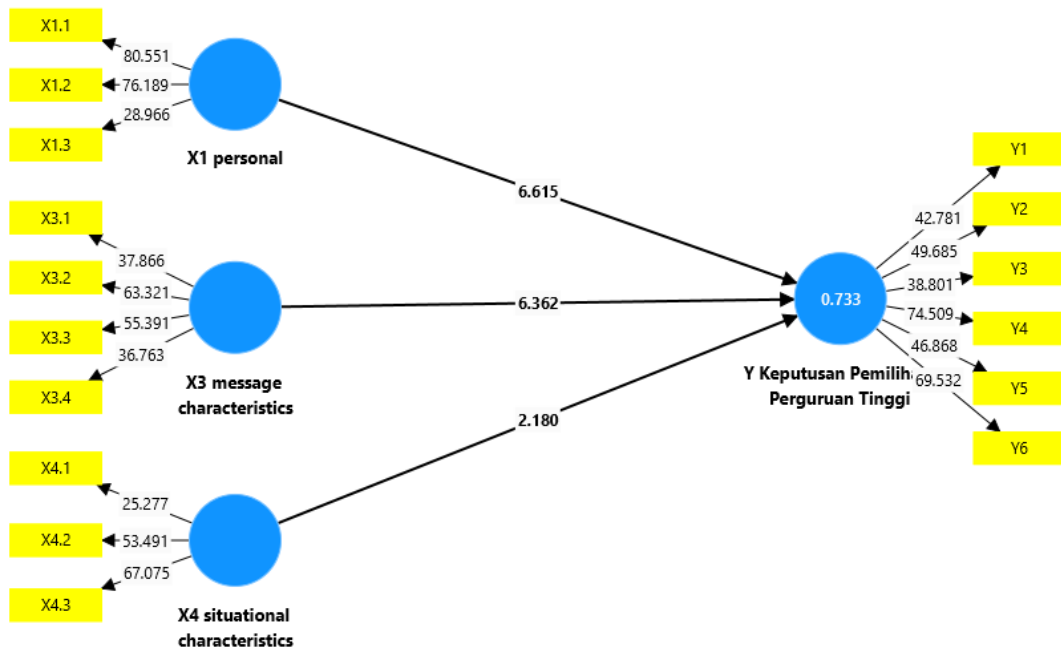 X1.1
80.551
X1.2
76.189
X1.3
28.966
X1 personal
6.615
X3.1
37.866
X3.2
63.321
X3.3
55.391
X3.4
36.763
X3 message
characteristics
6.362
X4.1
25.277
X4.2
53.491
X4.3
67.075
X4 situational
characteristics
2.180
0.733
Y Keputusan
Perguruan Tinggi
Y1
42.781
Y2
49.685
Y3
38.801
Y4
74.509
Y5
46.868
Y6
69.532